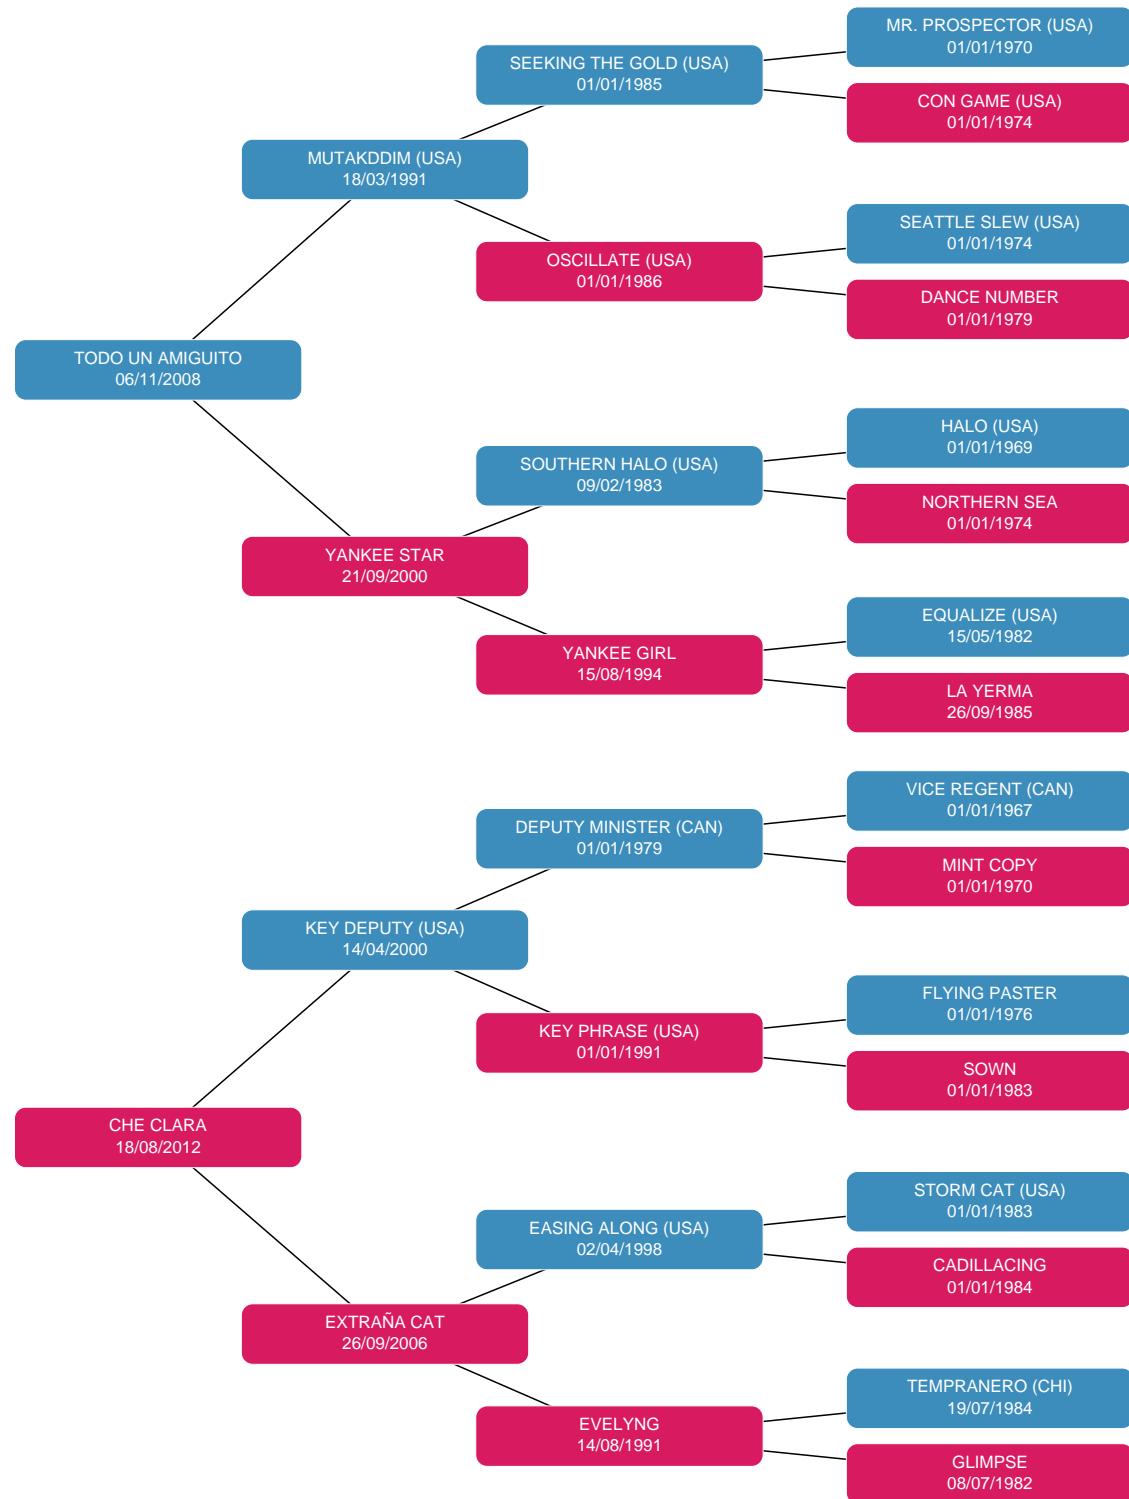 MR. PROSPECTOR (USA)
01/01/1970
SEEKING THE GOLD (USA)
01/01/1985
CON GAME (USA)
01/01/1974
MUTAKDDIM (USA)
18/03/1991
SEATTLE SLEW (USA)
01/01/1974
OSCILLATE (USA)
01/01/1986
DANCE NUMBER
01/01/1979
TODO UN AMIGUITO
06/11/2008
HALO (USA)
01/01/1969
SOUTHERN HALO (USA)
09/02/1983
NORTHERN SEA
01/01/1974
YANKEE STAR
21/09/2000
EQUALIZE (USA)
15/05/1982
YANKEE GIRL
15/08/1994
LA YERMA
26/09/1985
VICE REGENT (CAN)
01/01/1967
DEPUTY MINISTER (CAN)
01/01/1979
MINT COPY
01/01/1970
KEY DEPUTY (USA)
14/04/2000
FLYING PASTER
01/01/1976
KEY PHRASE (USA)
01/01/1991
SOWN
01/01/1983
CHE CLARA
18/08/2012
STORM CAT (USA)
01/01/1983
EASING ALONG (USA)
02/04/1998
CADILLACING
01/01/1984
EXTRAÑA CAT
26/09/2006
TEMPRANERO (CHI)
19/07/1984
EVELYNG
14/08/1991
GLIMPSE
08/07/1982